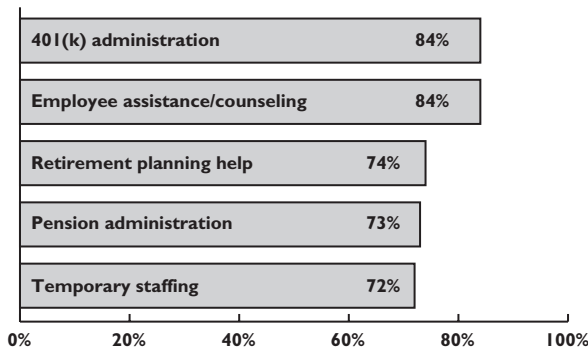 401(k) administration 84%
Employee assistance/counseling 84%
Retirement planning help 74%
Pension administration 73%
Temporary staffing 72%
0% 20% 40% 60% 80% 100%